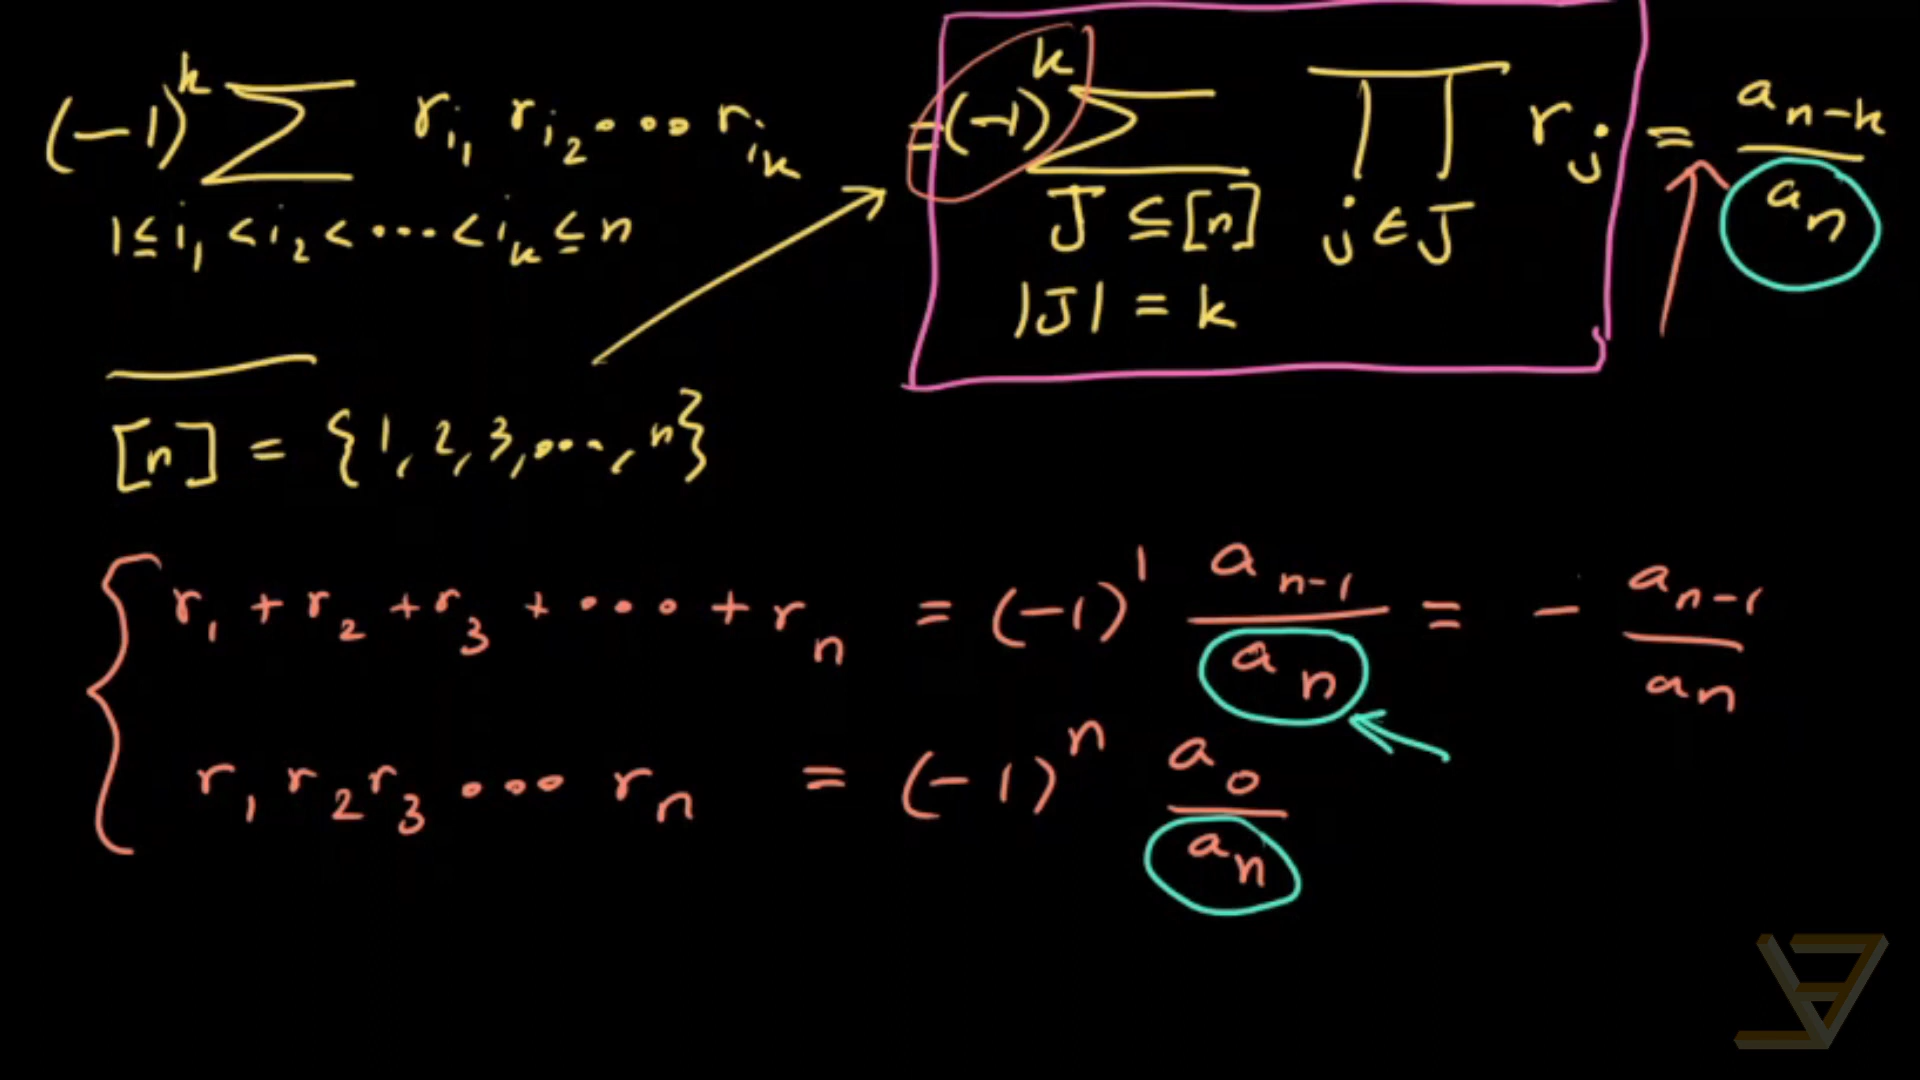 (-1)^k ∑ r_{i_1} r_{i_2} ••• r_{i_k} = (-1)^k ∑ ∏ r_j = a_{n-k} / a_n
1 ≤ i_1 < i_2 < ••• < i_k ≤ n J ⊆ [n] j ∈ J
|J| = k
[n] = {1, 2, 3, •••, n}
r_1 + r_2 + r_3 + ••• + r_n = (-1)^1 a_{n-1} / a_n = - a_{n-1} / a_n
r_1 r_2 r_3 ••• r_n = (-1)^n a_0 / a_n